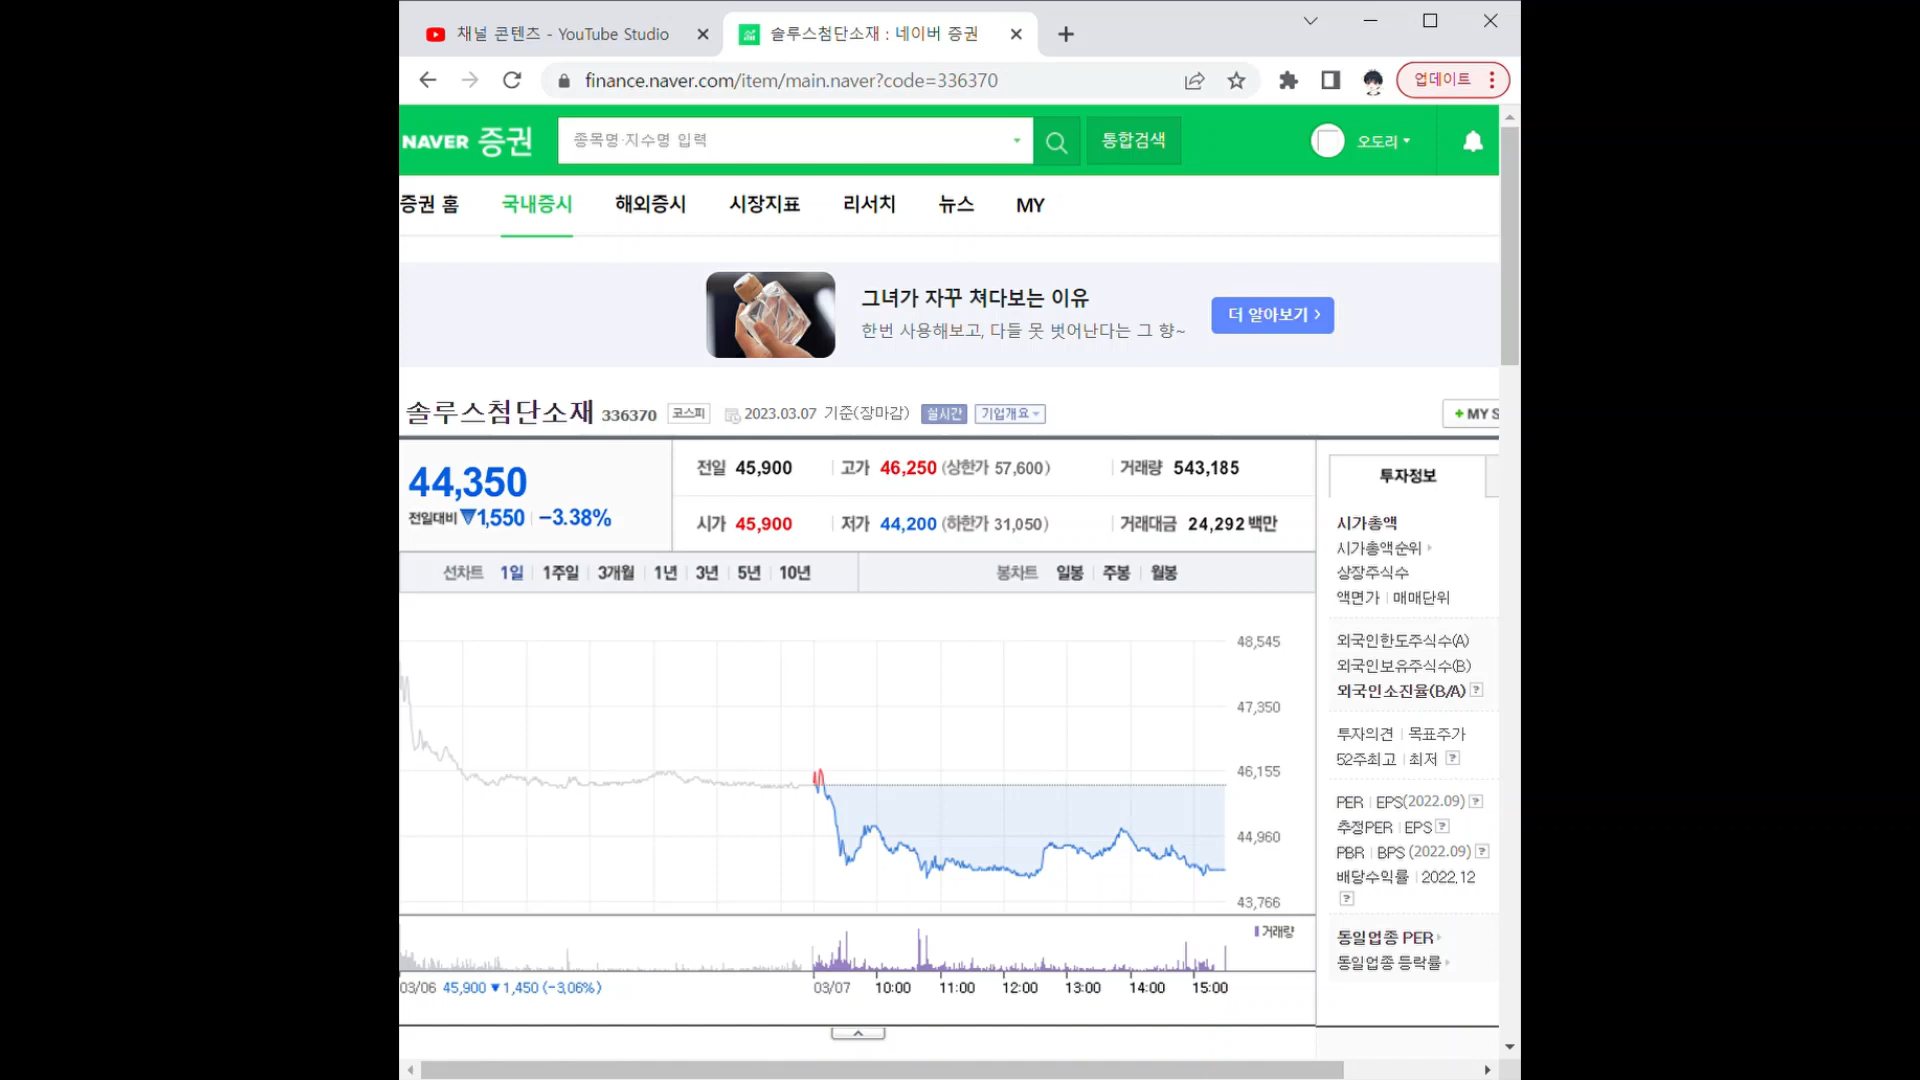 채널 콘텐츠 - YouTube Studio
솔루스첨단소재 : 네이버 증권
finance.naver.com/item/main.naver?code=336370
업데이트
NAVER 증권
종목명·지수명 입력
통합검색
오도리
증권 홈
국내증시
해외증시
시장지표
리서치
뉴스
MY
그녀가 자꾸 쳐다보는 이유
한번 사용해보고, 다들 못 벗어난다는 그 향~
더 알아보기 >
솔루스첨단소재 336370 코스피 2023.03.07 기준(장마감) 실시간 기업개요
+ MY S
44,350
전일대비 ▼1,550 | -3.38%
전일 45,900 | 고가 46,250 (상한가 57,600) | 거래량 543,185
시가 45,900 | 저가 44,200 (하한가 31,050) | 거래대금 24,292 백만
선차트 1일 1주일 3개월 1년 3년 5년 10년
봉차트 일봉 주봉 월봉
48,545
47,350
46,155
44,960
43,766
거래량
03/06 45,900 ▼1,450 (-3,06%)
03/07 10:00 11:00 12:00 13:00 14:00 15:00
투자정보
시가총액
시가총액순위
상장주식수
액면가 | 매매단위
외국인한도주식수(A)
외국인보유주식수(B)
외국인소진율(B/A) ?
투자의견 | 목표주가
52주최고 | 최저 ?
PER | EPS(2022.09) ?
추정PER | EPS ?
PBR | BPS (2022.09) ?
배당수익률 | 2022.12
?
동일업종 PER
동일업종 등락률